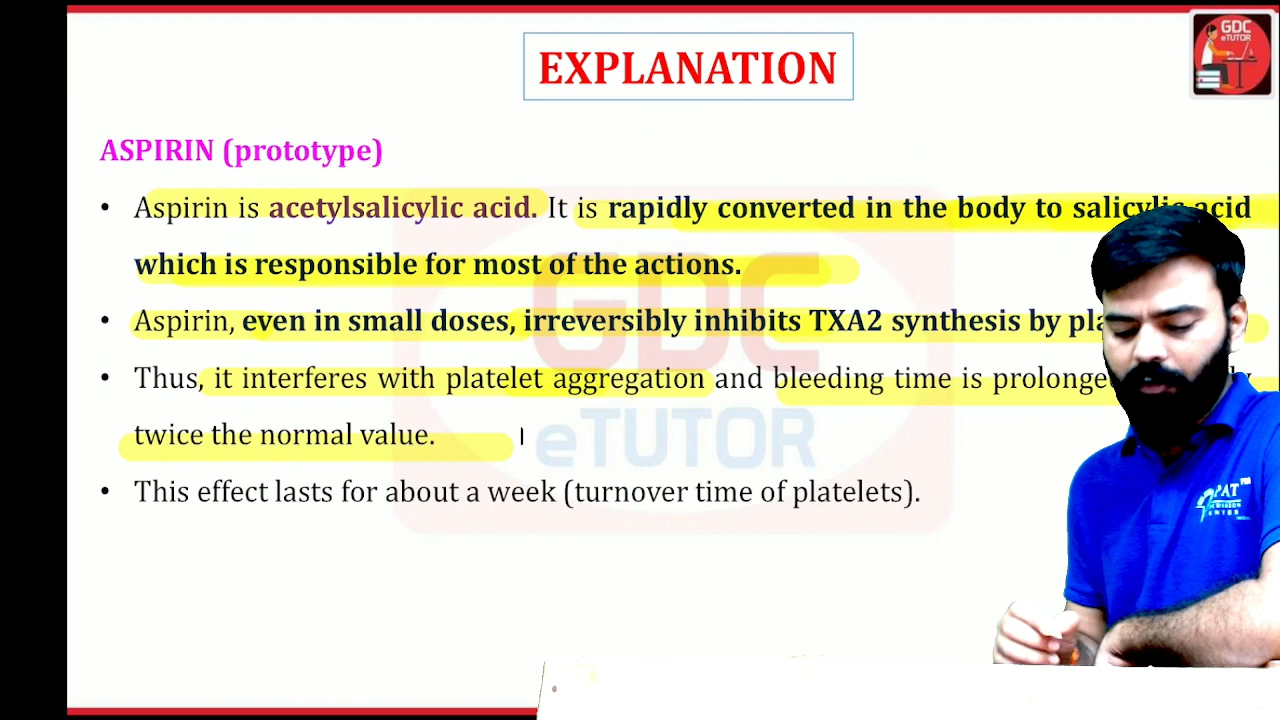 GDC
eTUTOR
EXPLANATION
ASPIRIN (prototype)
• Aspirin is acetylsalicylic acid. It is rapidly converted in the body to salicylic acid
which is responsible for most of the actions.
• Aspirin, even in small doses, irreversibly inhibits TXA2 synthesis by
• Thus, it interferes with platelet aggregation and bleeding time is
twice the normal value.
• This effect lasts for about a week (turnover time of platelets).
GDC
eTUTOR